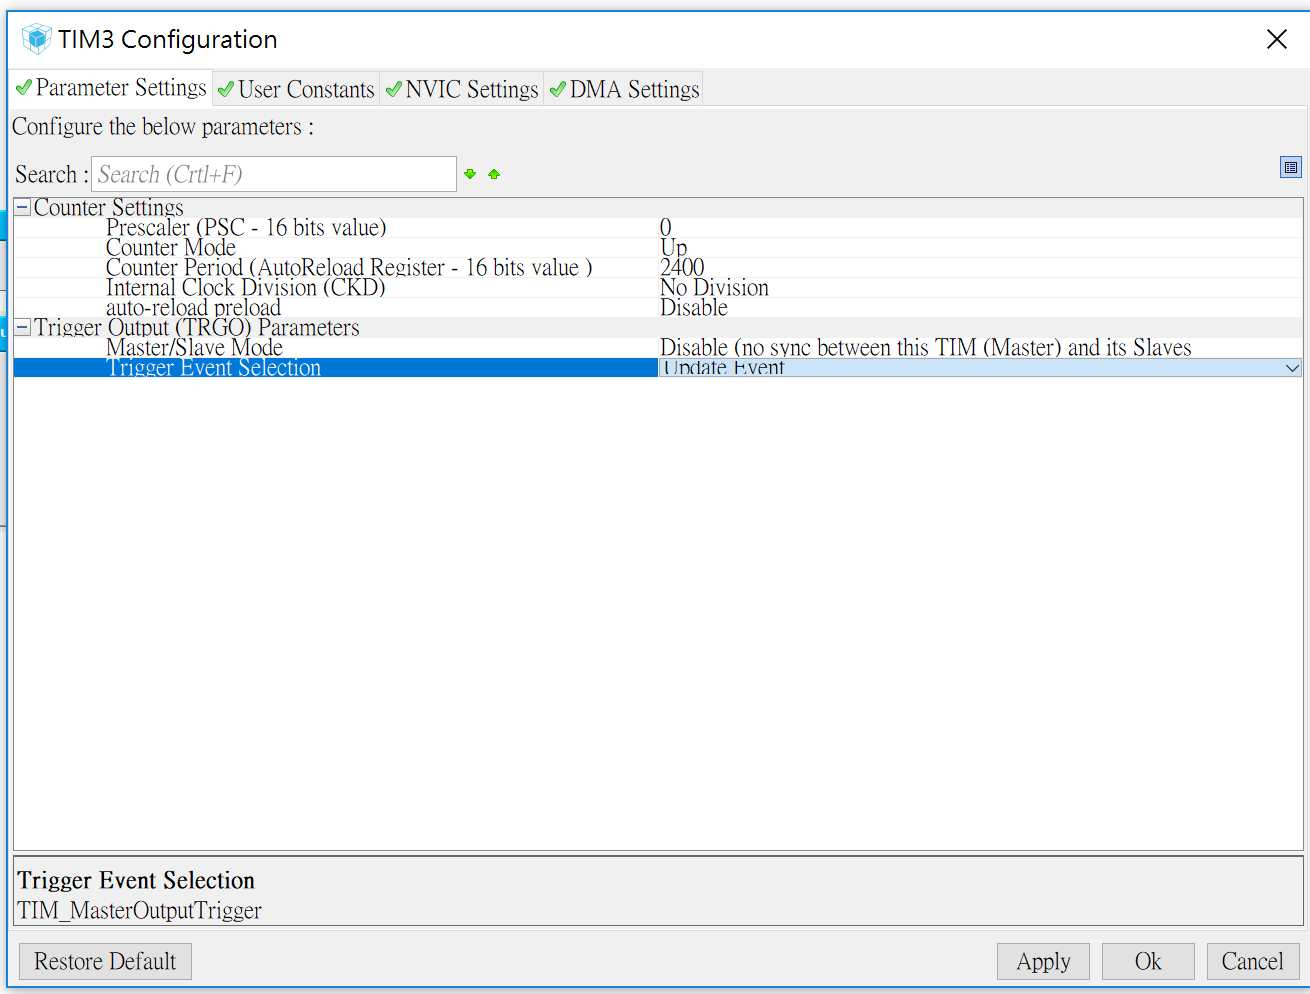 TIM3 Configuration
Parameter Settings User Constants NVIC Settings DMA Settings
Configure the below parameters :
Search : Search (Crtl+F)
Counter Settings
Prescaler (PSC - 16 bits value) 0
Counter Mode Up
Counter Period (AutoReload Register - 16 bits value ) 2400
Internal Clock Division (CKD) No Division
auto-reload preload Disable
Trigger Output (TRGO) Parameters
Master/Slave Mode Disable (no sync between this TIM (Master) and its Slaves
Trigger Event Selection Update Event
Trigger Event Selection
TIM_MasterOutputTrigger
Restore Default Apply Ok Cancel